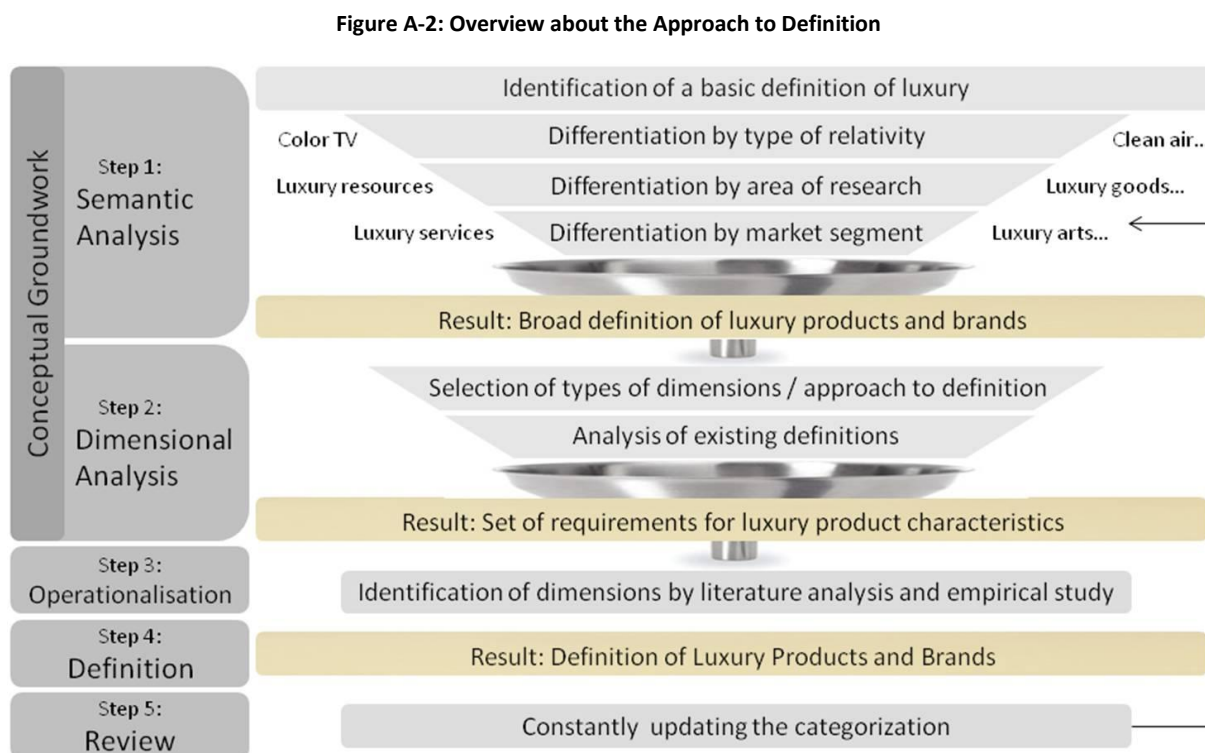 Figure A-2: Overview about the Approach to Definition
Conceptual Groundwork
Step 1:
Semantic
Analysis
Identification of a basic definition of luxury
Color TV
Differentiation by type of relativity
Clean air...
Luxury resources
Differentiation by area of research
Luxury goods...
Luxury services
Differentiation by market segment
Luxury arts...
Result: Broad definition of luxury products and brands
Step 2:
Dimensional
Analysis
Selection of types of dimensions / approach to definition
Analysis of existing definitions
Result: Set of requirements for luxury product characteristics
Step 3:
Operationalisation
Identification of dimensions by literature analysis and empirical study
Step 4:
Definition
Result: Definition of Luxury Products and Brands
Step 5:
Review
Constantly updating the categorization